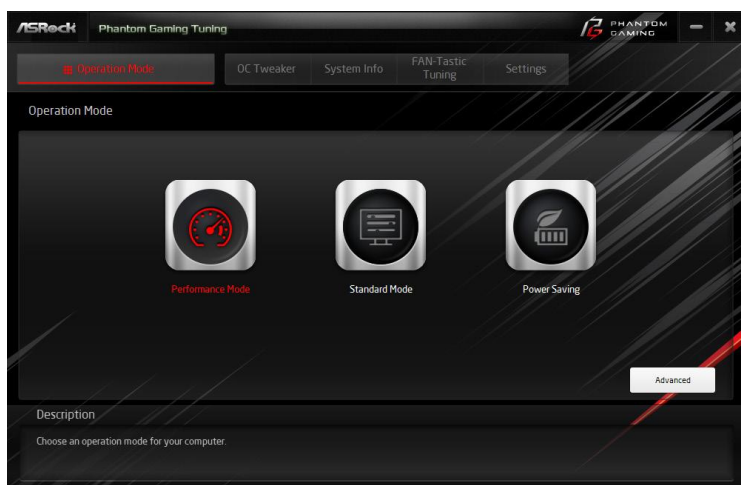 ASRock Phantom Gaming Tuning PHANTOM GAMING
Operation Mode OC Tweaker System Info FAN-Tastic Tuning Settings
Operation Mode
Performance Mode Standard Mode Power Saving
Advanced
Description
Choose an operation mode for your computer.